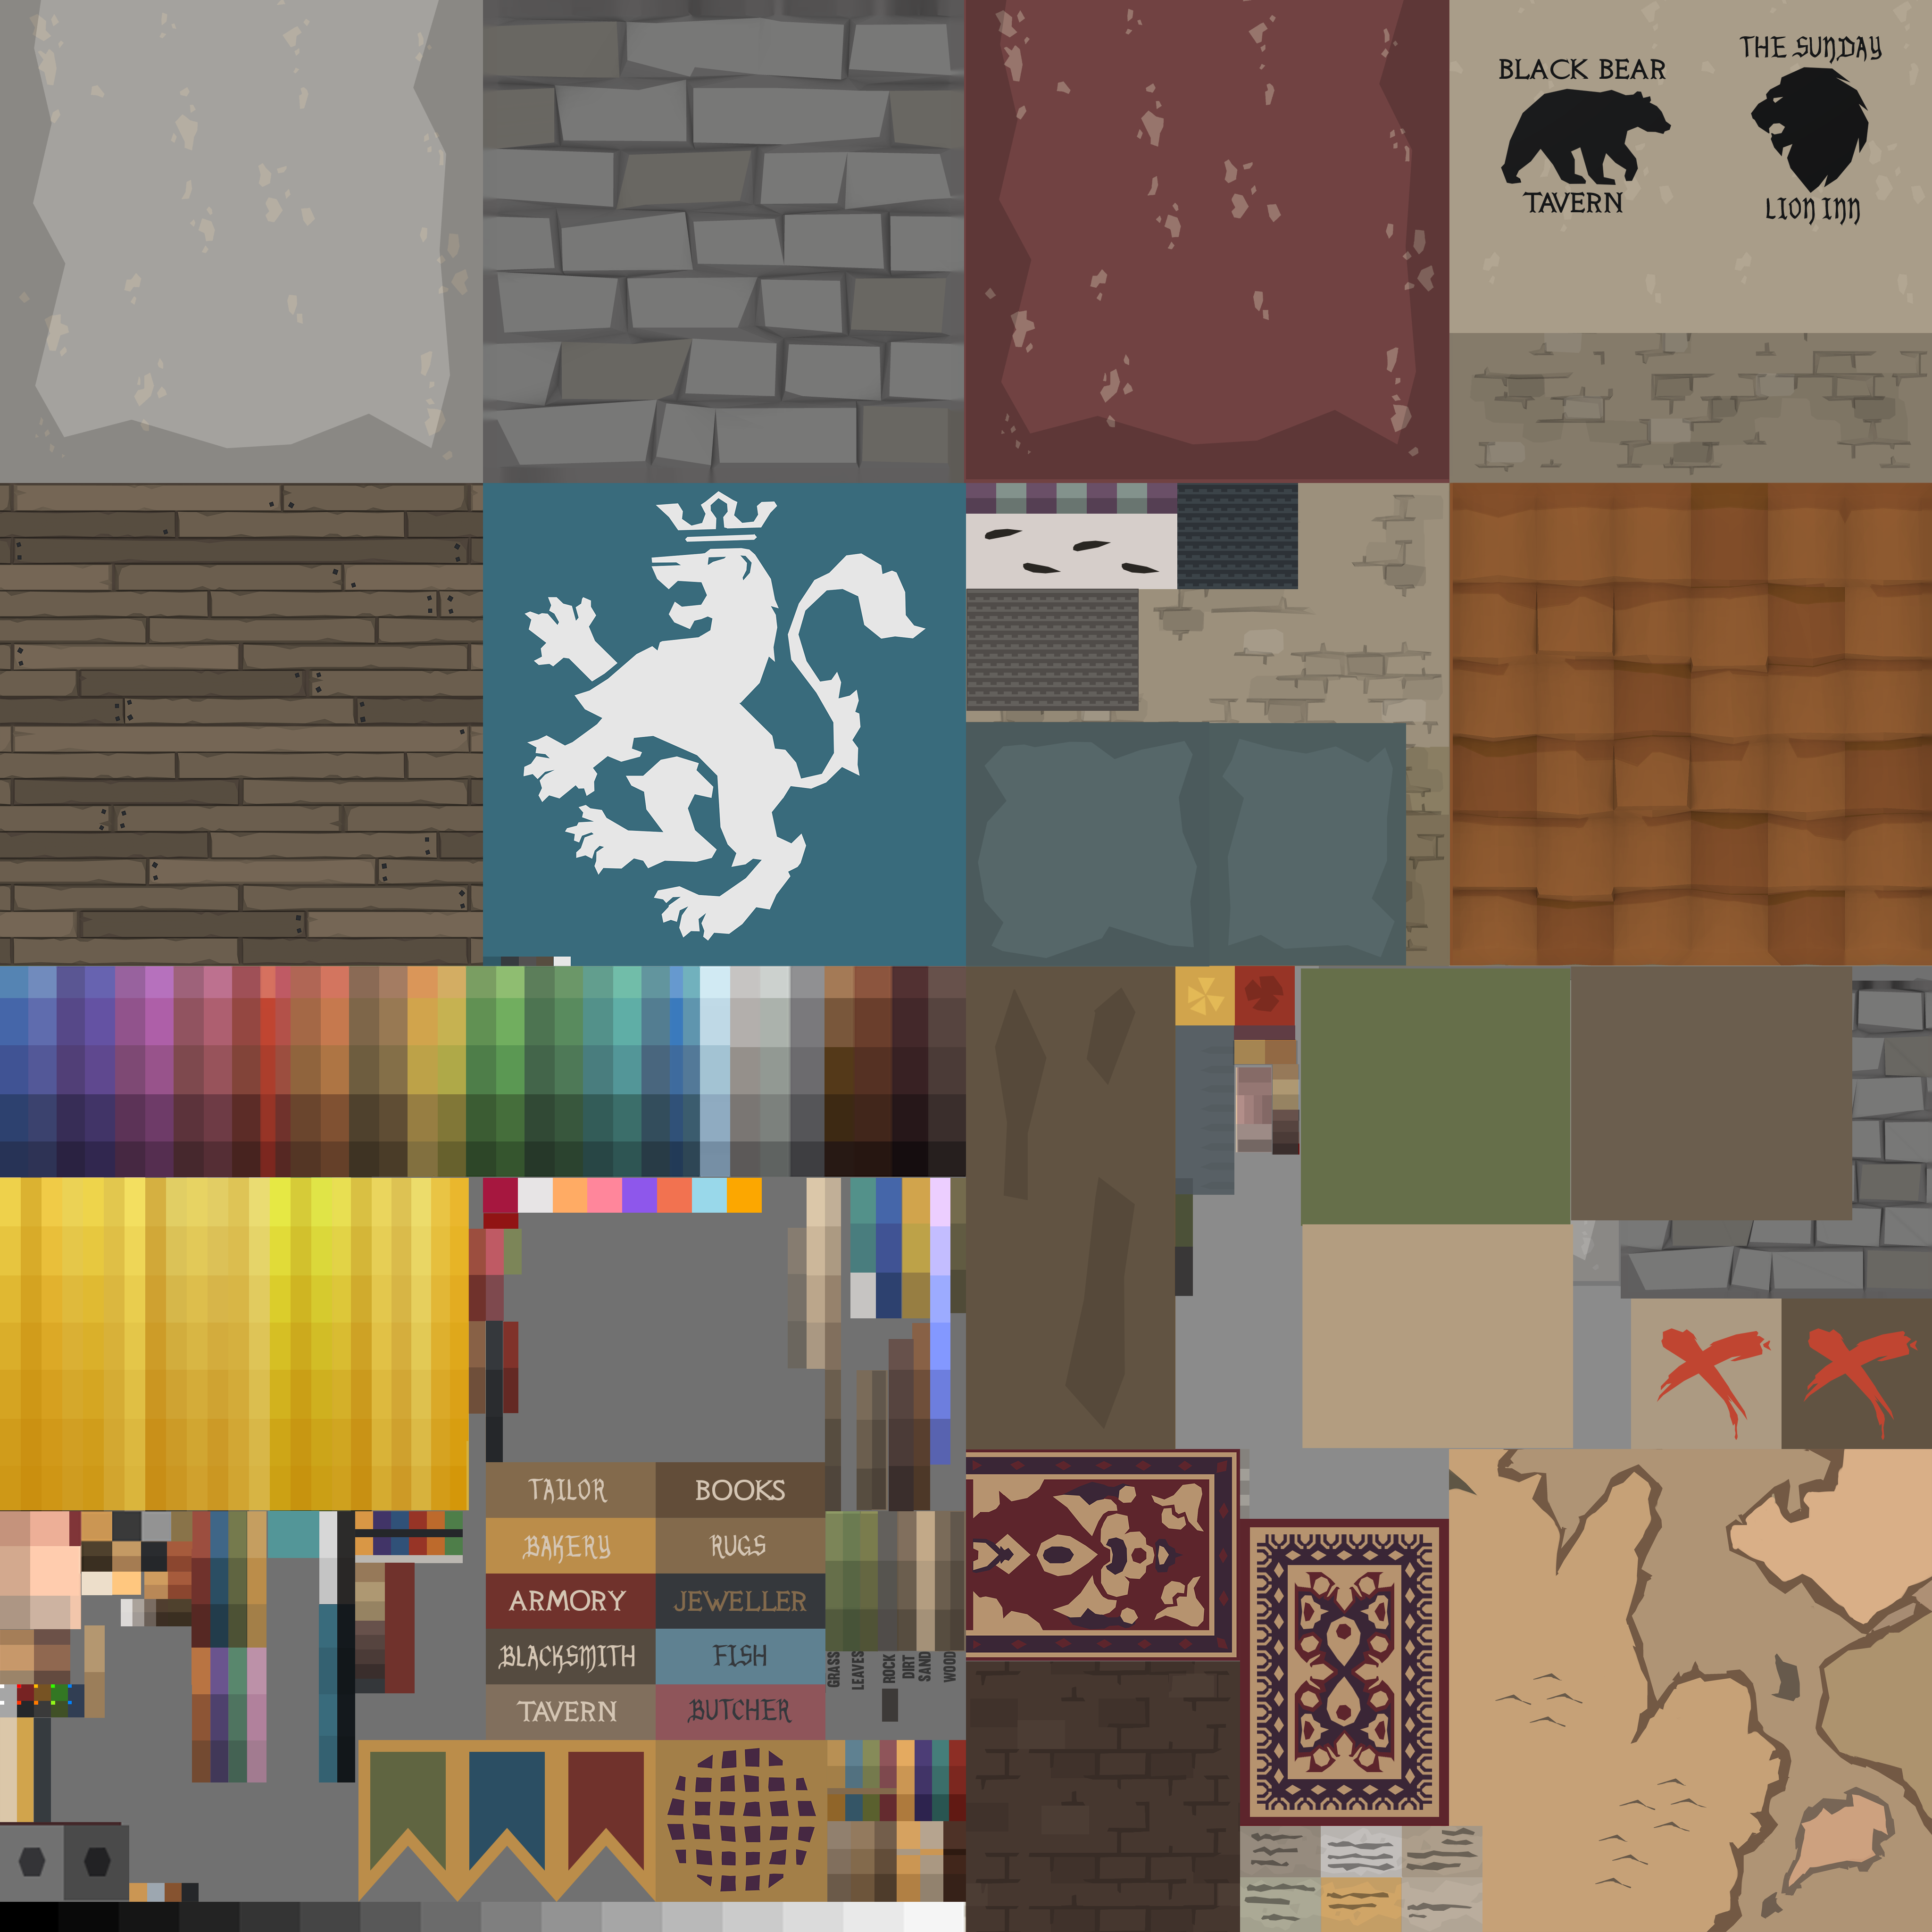 BLACK BEAR
TAVERN
THE SUNDAY
LION INN
TAILOR
BOOKS
BAKERY
RUGS
ARMORY
JEWELLER
BLACKSMITH
FISH
TAVERN
BUTCHER
GRASS
LEAVES
ROCK
DIRT
SAND
WOOD